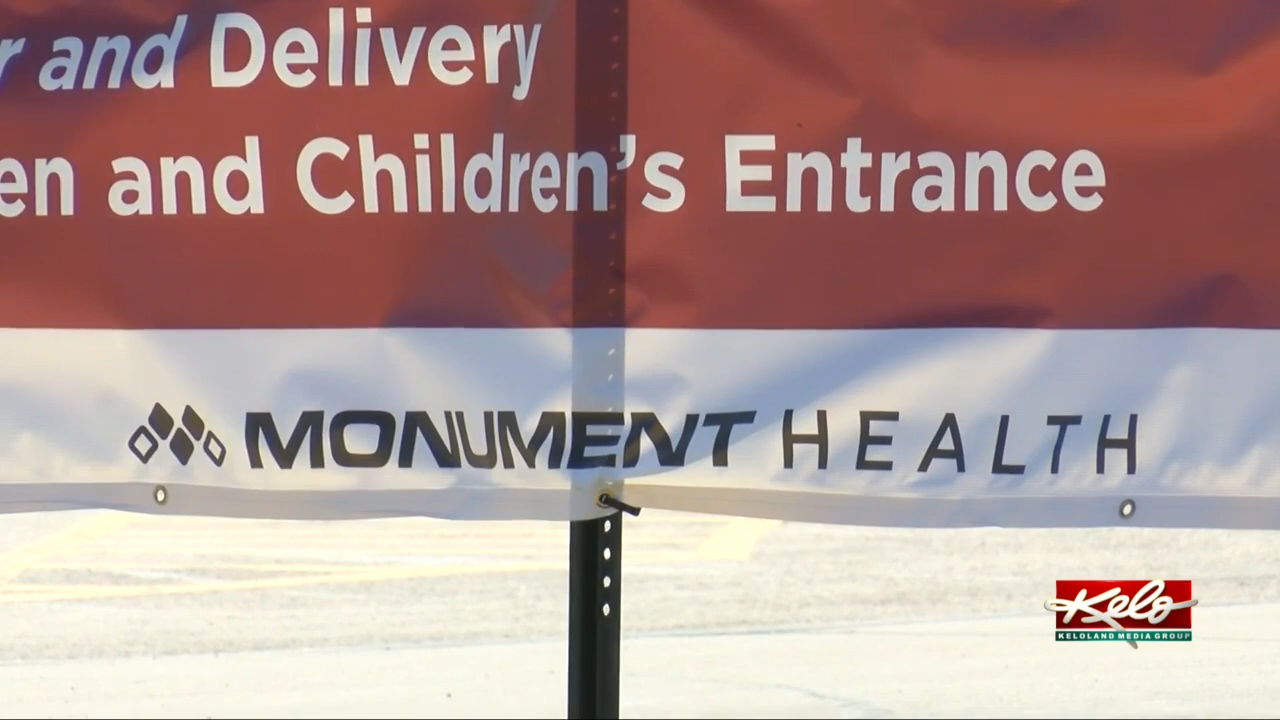 r and Delivery
en and Children's Entrance
MONUMENT HEALTH
Kelo
KELOLAND MEDIA GROUP